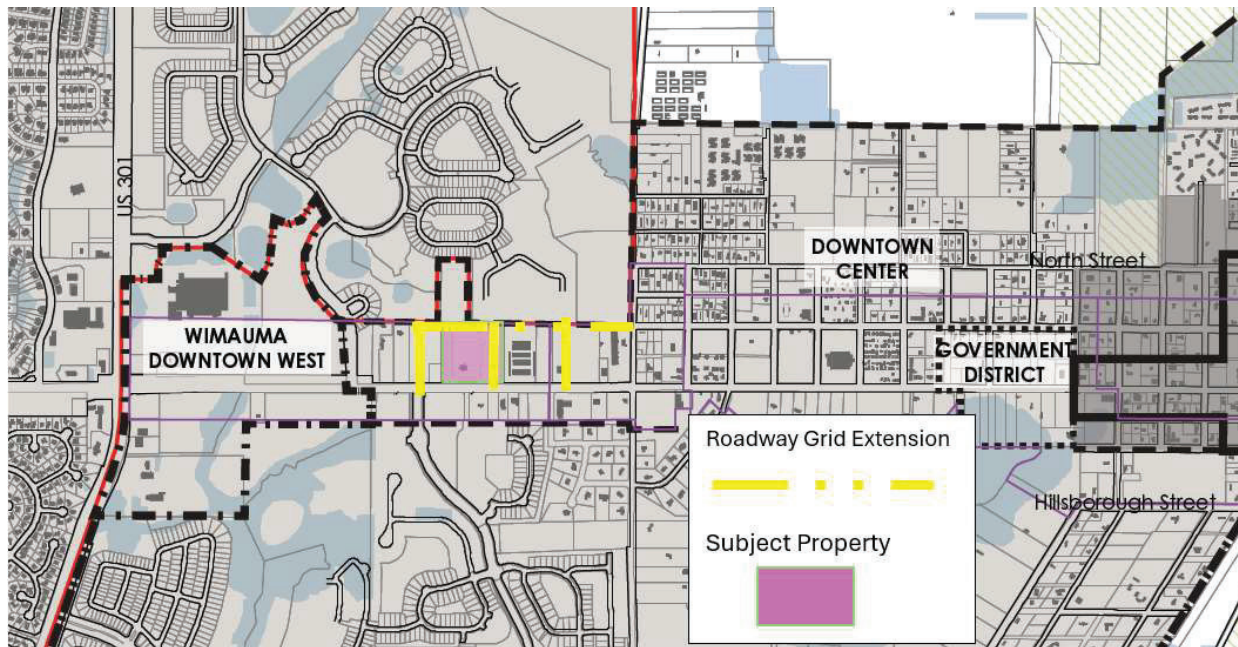 US 301
DOWNTOWN
CENTER
North Street
WIMAUMA
DOWNTOWN WEST
GOVERNMENT
DISTRICT
Roadway Grid Extension
Subject Property
Hillsborough Street